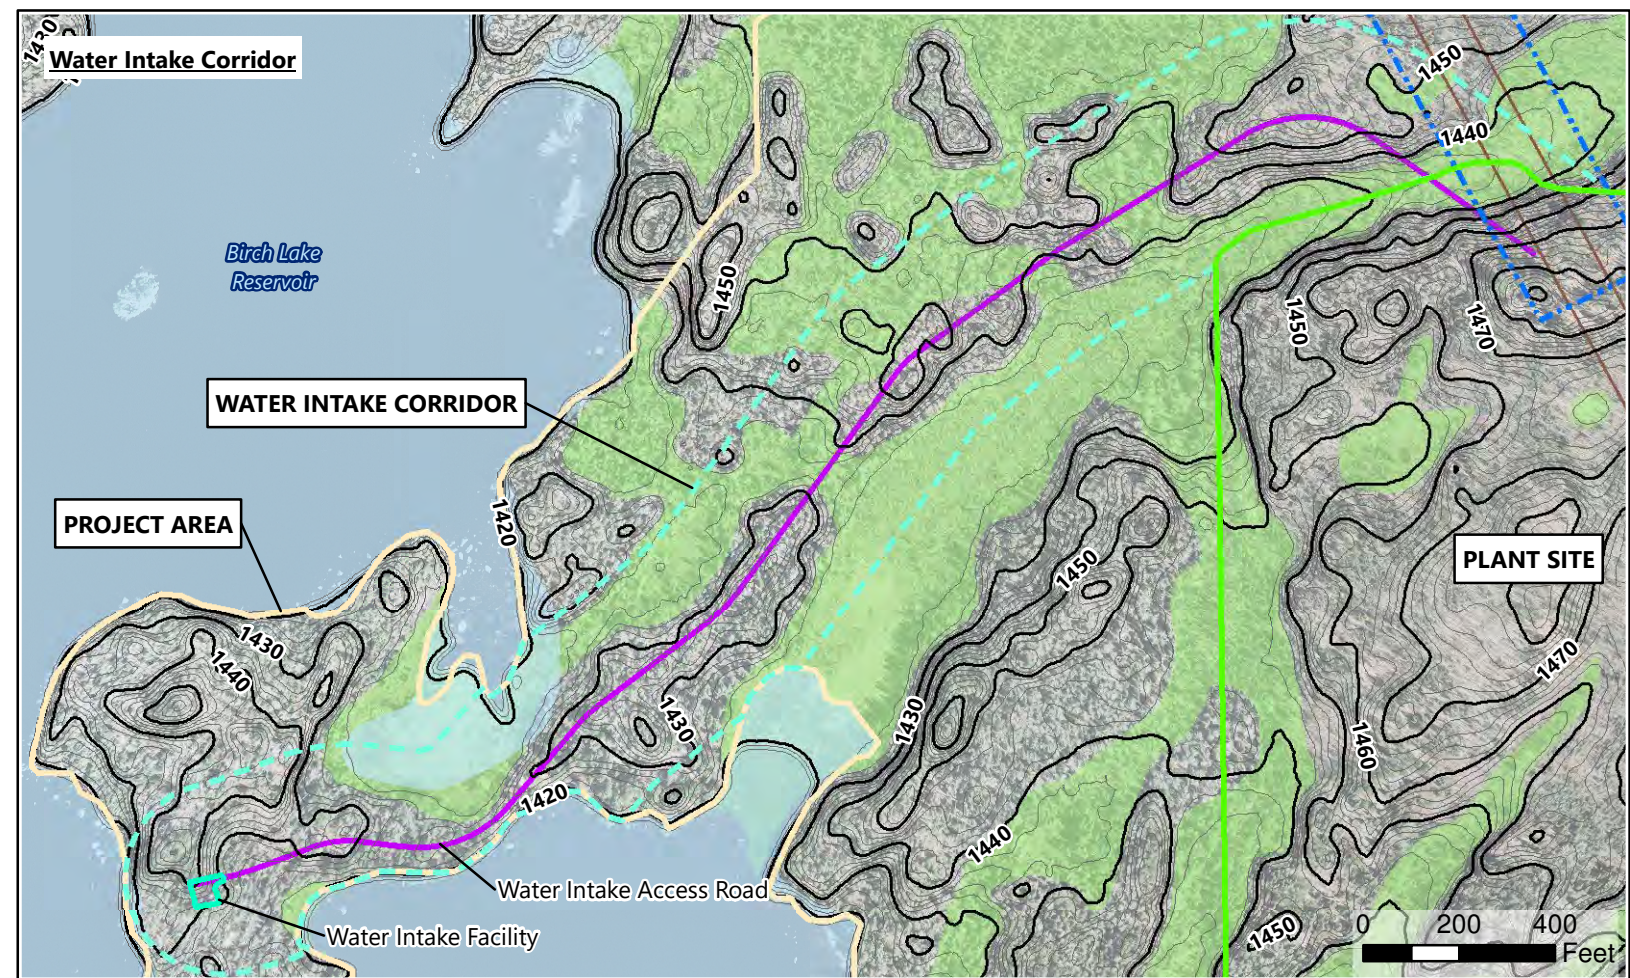 1430
Water Intake Corridor
1450
1440
Birch Lake
Reservoir
1450
1450
1470
WATER INTAKE CORRIDOR
PROJECT AREA
1420
PLANT SITE
1450
1430
1440
1470
1430
1430
1460
1420
1440
Water Intake Access Road
Water Intake Facility
1450
0 200 400
Feet